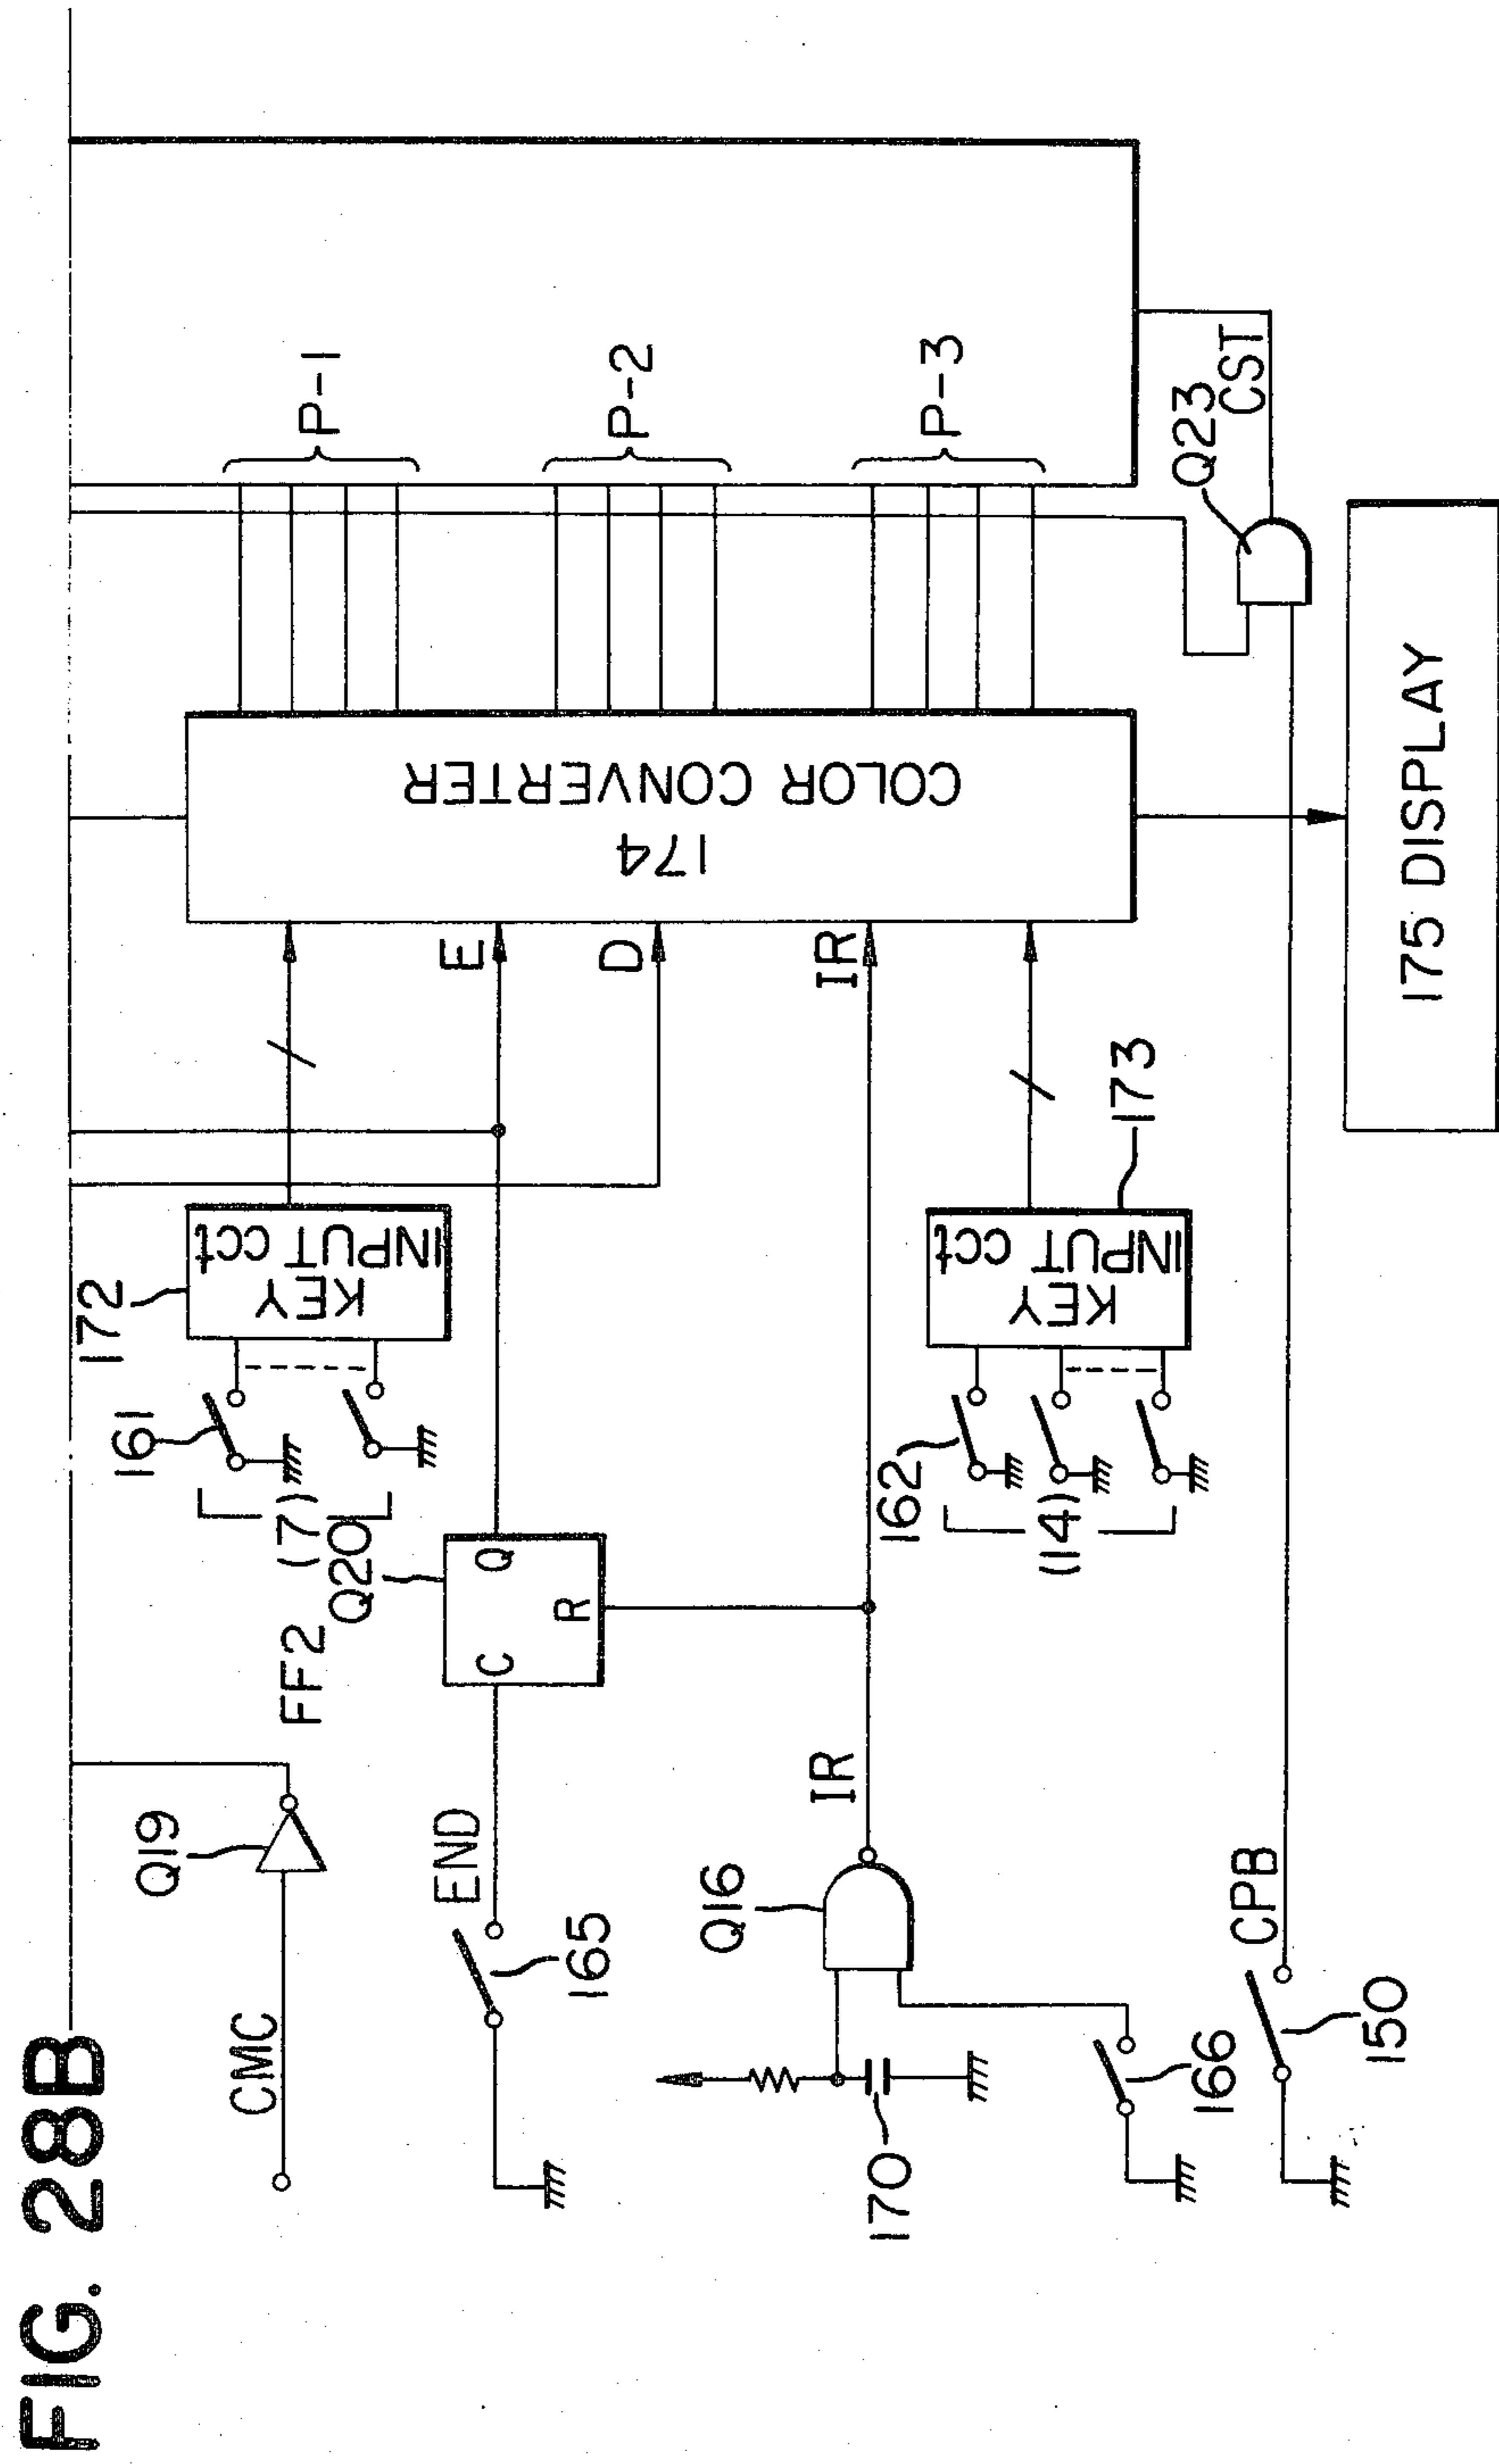 FIG. 28B
CMC
Q19
END
165
FF2
Q20
C
Q
R
161
(7)
172
KEY
INPUT cct
E
D
IR
COLOR CONVERTER
174
P-1
P-2
P-3
170
Q16
IR
166
162
(14)
KEY
INPUT cct
173
150
CPB
Q23
CST
175 DISPLAY